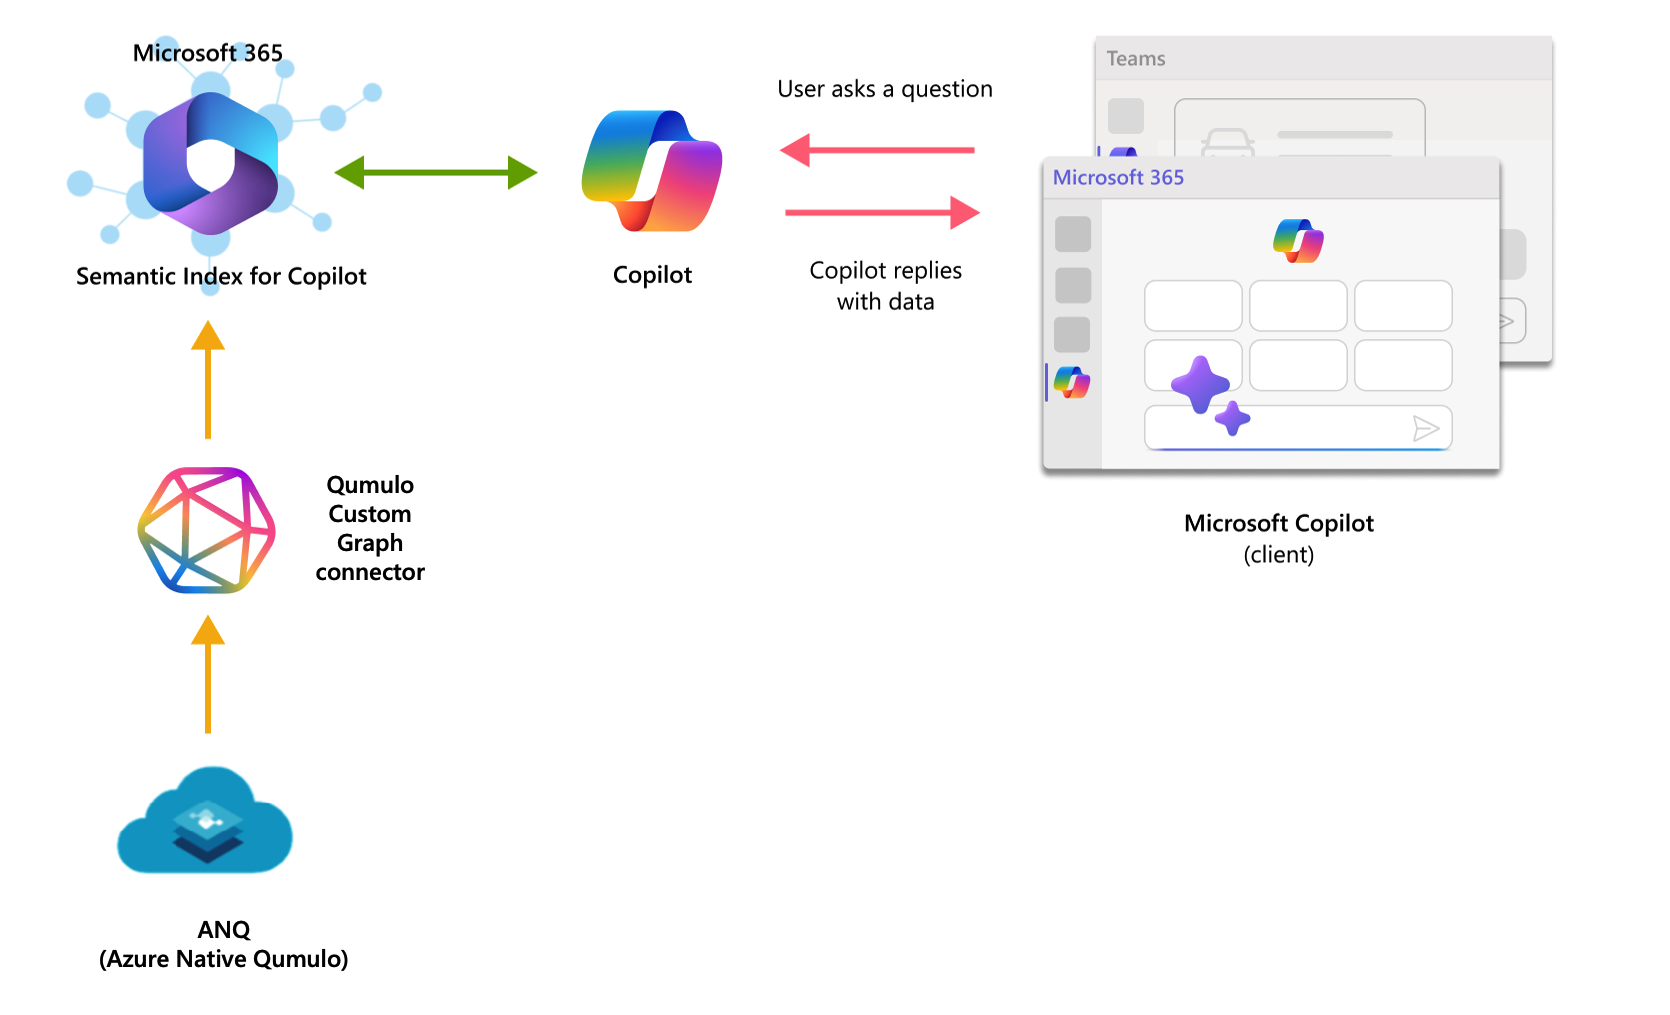 Microsoft 365
Semantic Index for Copilot
Copilot
User asks a question
Copilot replies
with data
Teams
Microsoft 365
Microsoft Copilot
(client)
Qumulo
Custom
Graph
connector
ANQ
(Azure Native Qumulo)